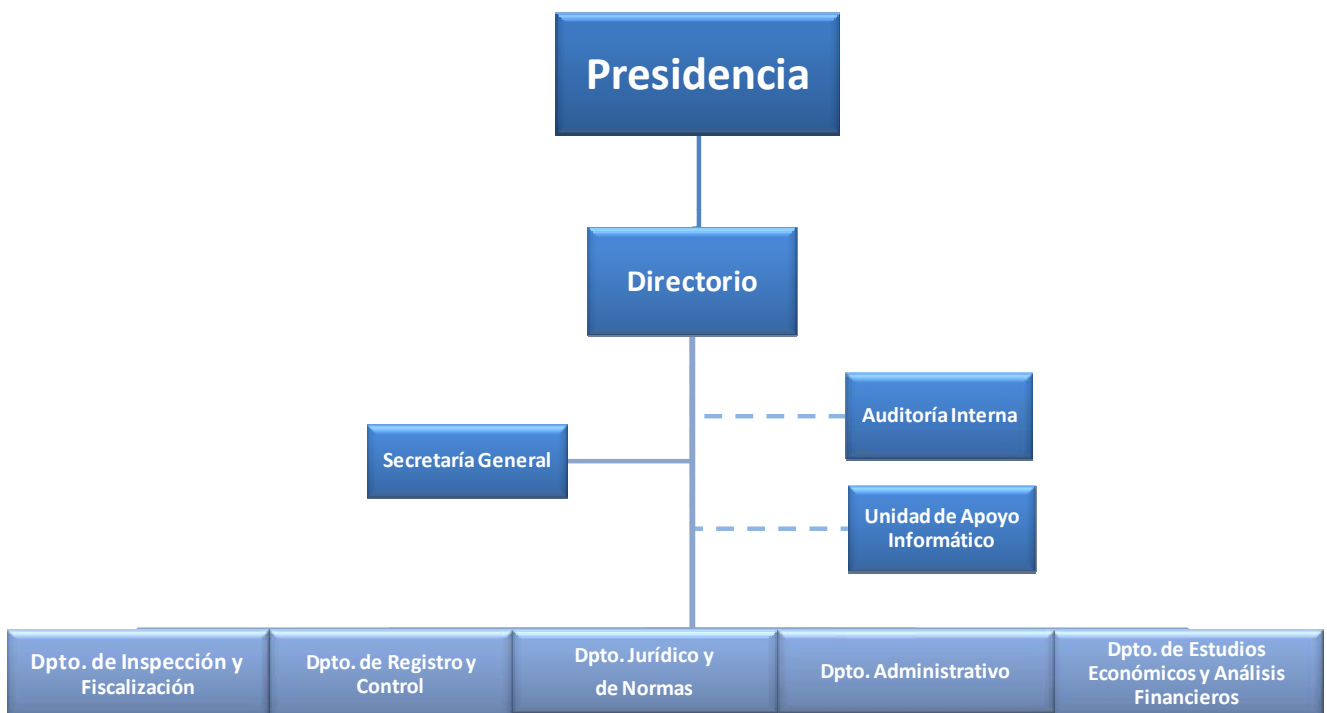 Presidencia
Directorio
Auditoría Interna
Secretaría General
Unidad de Apoyo
Informático
Dpto. de Inspección y
Fiscalización
Dpto. de Registro y
Control
Dpto. Jurídico y
de Normas
Dpto. Administrativo
Dpto. de Estudios
Económicos y Análisis
Financieros